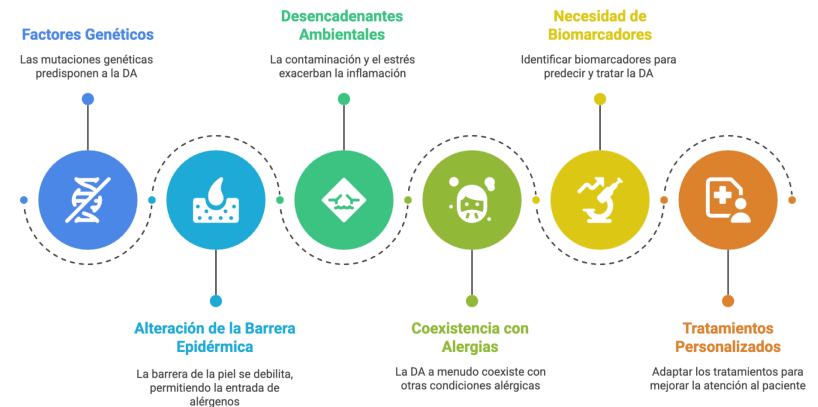 Factores Genéticos
Las mutaciones genéticas
predisponen a la DA
Alteración de la Barrera
Epidérmica
La barrera de la piel se debilita,
permitiendo la entrada de
alérgenos
Desencadenantes
Ambientales
La contaminación y el estrés
exacerban la inflamación
Coexistencia con
Alergias
La DA a menudo coexiste con
otras condiciones alérgicas
Necesidad de
Biomarcadores
Identificar biomarcadores para
predecir y tratar la DA
Tratamientos
Personalizados
Adaptar los tratamientos para
mejorar la atención al paciente